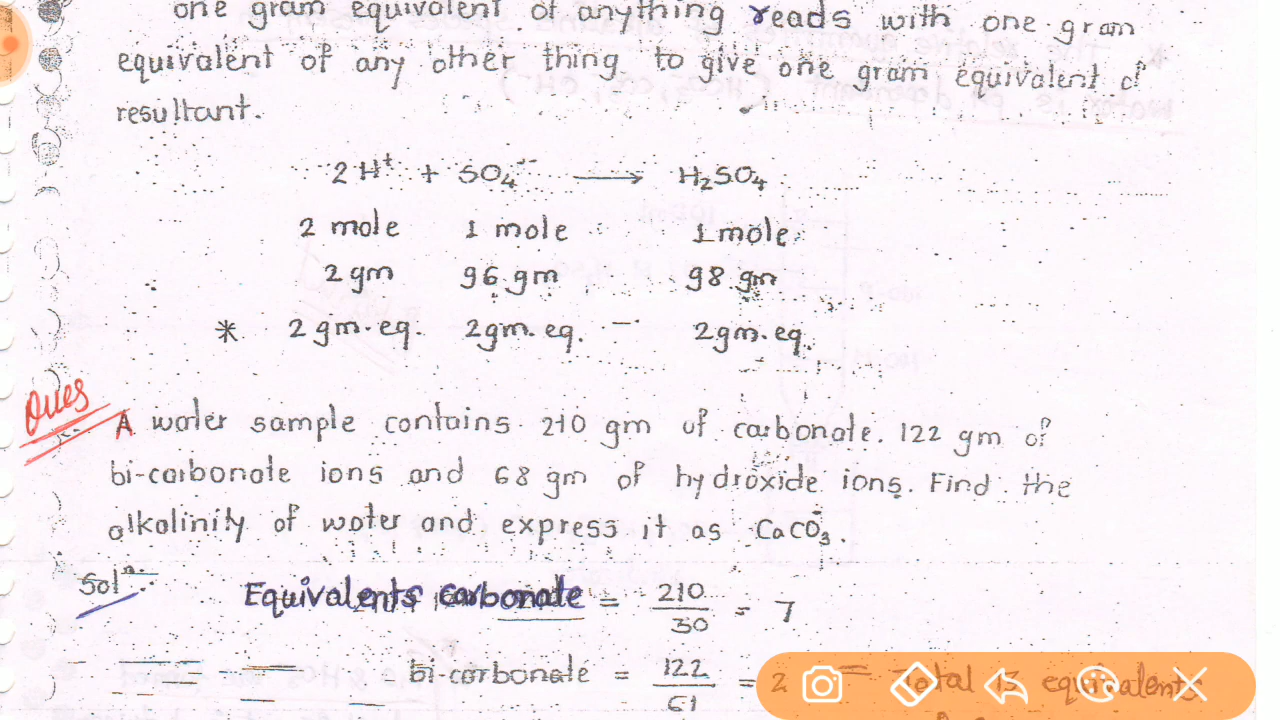 one gram equivalent of anything reads with one gram
equivalent of any other thing to give one gram equivalent of
resultant.
2H⁺ + SO₄⁻⁻ ⟶ H₂SO₄
2 mole 1 mole 1 mole
2 gm 96 gm 98 gm
* 2 gm.eq. 2gm.eq. 2gm.eq.
Ques
A water sample contains 210 gm of carbonate. 122 gm of
bi-carbonate ions and 68 gm of hydroxide ions. Find the
alkalinity of water and express it as CaCO₃.
Solⁿ: Equivalents carbonate = 210/30 = 7
bi-carbonate = 122/61 = 2 Total 13 equivalents